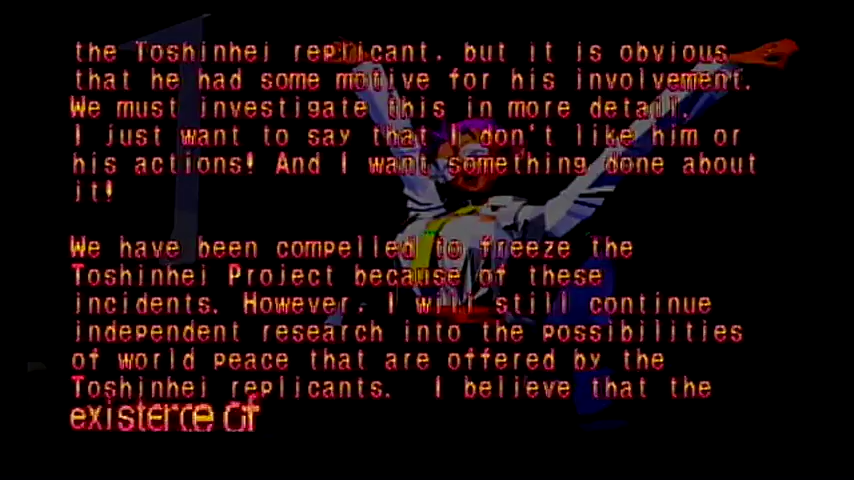 the Toshinhei replicant, but it is obvious
that he had some motive for his involvement.
We must investigate this in more detail.
I just want to say that I don't like him or
his actions! And I want something done about
it!
We have been compelled to freeze the
Toshinhei Project because of these
incidents. However, I will still continue
independent research into the possibilities
of world peace that are offered by the
Toshinhei replicants. I believe that the
existence of